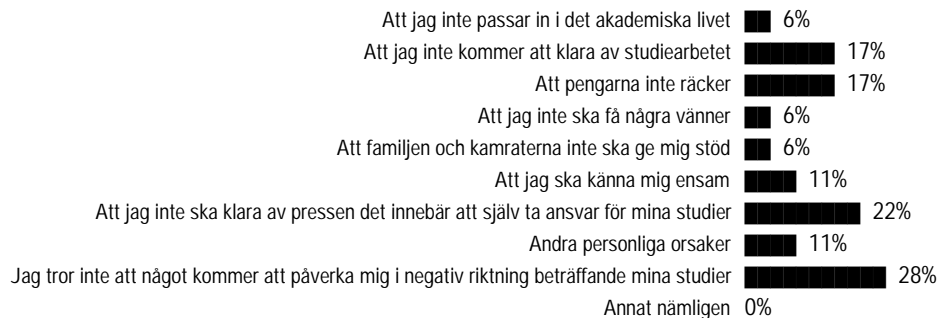 Att jag inte passar in i det akademiska livet 6%
Att jag inte kommer att klara av studiearbetet 17%
Att pengarna inte räcker 17%
Att jag inte ska få några vänner 6%
Att familjen och kamraterna inte ska ge mig stöd 6%
Att jag ska känna mig ensam 11%
Att jag inte ska klara av pressen det innebär att själv ta ansvar för mina studier 22%
Andra personliga orsaker 11%
Jag tror inte att något kommer att påverka mig i negativ riktning beträffande mina studier 28%
Annat nämligen 0%